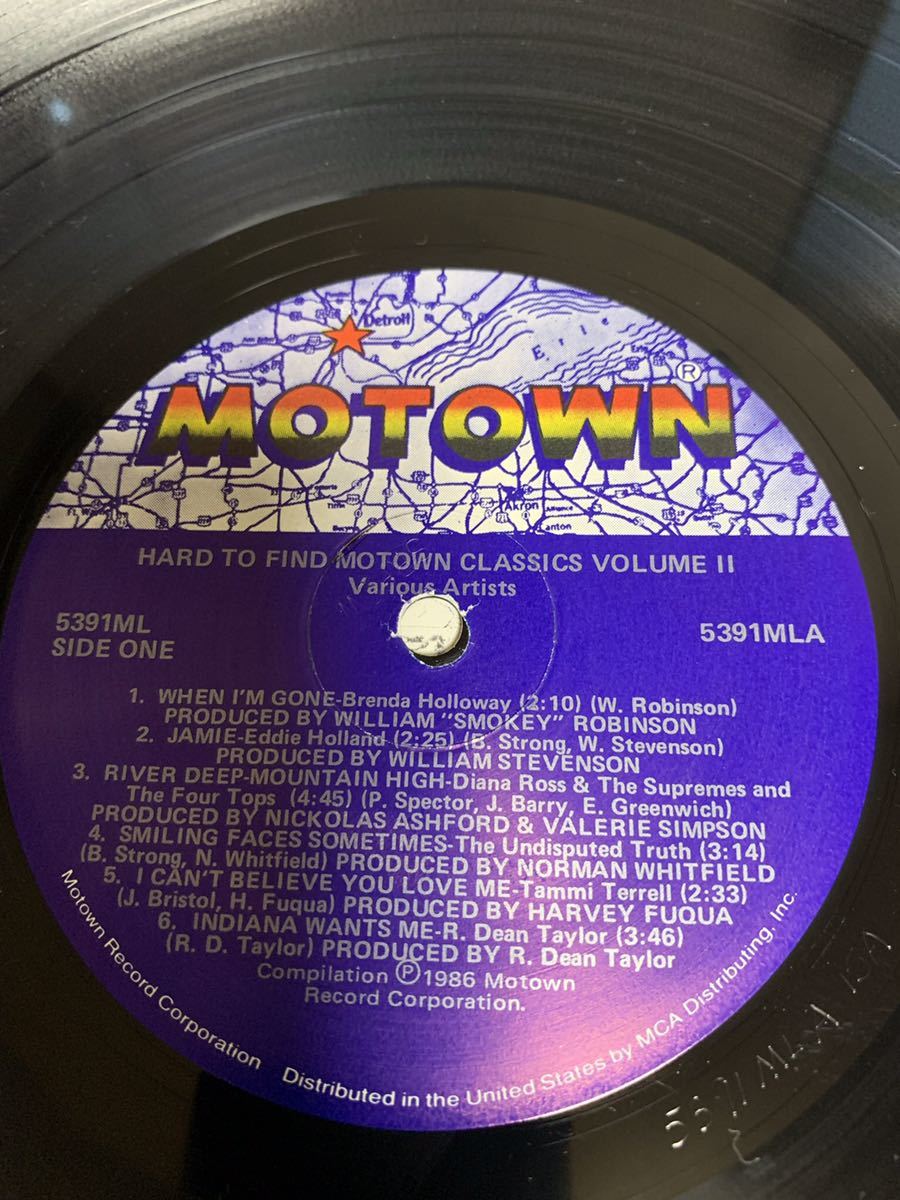 Detroit
Erie
MOTOWN®
Akron
HARD TO FIND MOTOWN CLASSICS VOLUME II
Various Artists
5391ML
SIDE ONE
5391MLA
1. WHEN I'M GONE-Brenda Holloway (2:10) (W. Robinson)
PRODUCED BY WILLIAM "SMOKEY" ROBINSON
2. JAMIE-Eddie Holland (2:25) (B. Strong, W. Stevenson)
PRODUCED BY WILLIAM STEVENSON
3. RIVER DEEP-MOUNTAIN HIGH-Diana Ross & The Supremes and
The Four Tops (4:45) (P. Spector, J. Barry, E. Greenwich)
PRODUCED BY NICKOLAS ASHFORD & VALERIE SIMPSON
4. SMILING FACES SOMETIMES-The Undisputed Truth (3:14)
(B. Strong, N. Whitfield) PRODUCED BY NORMAN WHITFIELD
5. I CAN'T BELIEVE YOU LOVE ME-Tammi Terrell (2:33)
(J. Bristol, H. Fuqua) PRODUCED BY HARVEY FUQUA
6. INDIANA WANTS ME-R. Dean Taylor (3:46)
(R. D. Taylor) PRODUCED BY R. Dean Taylor
Compilation ℗1986 Motown
Record Corporation.
Motown Record Corporation Distributed in the United States by MCA Distributing, Inc.